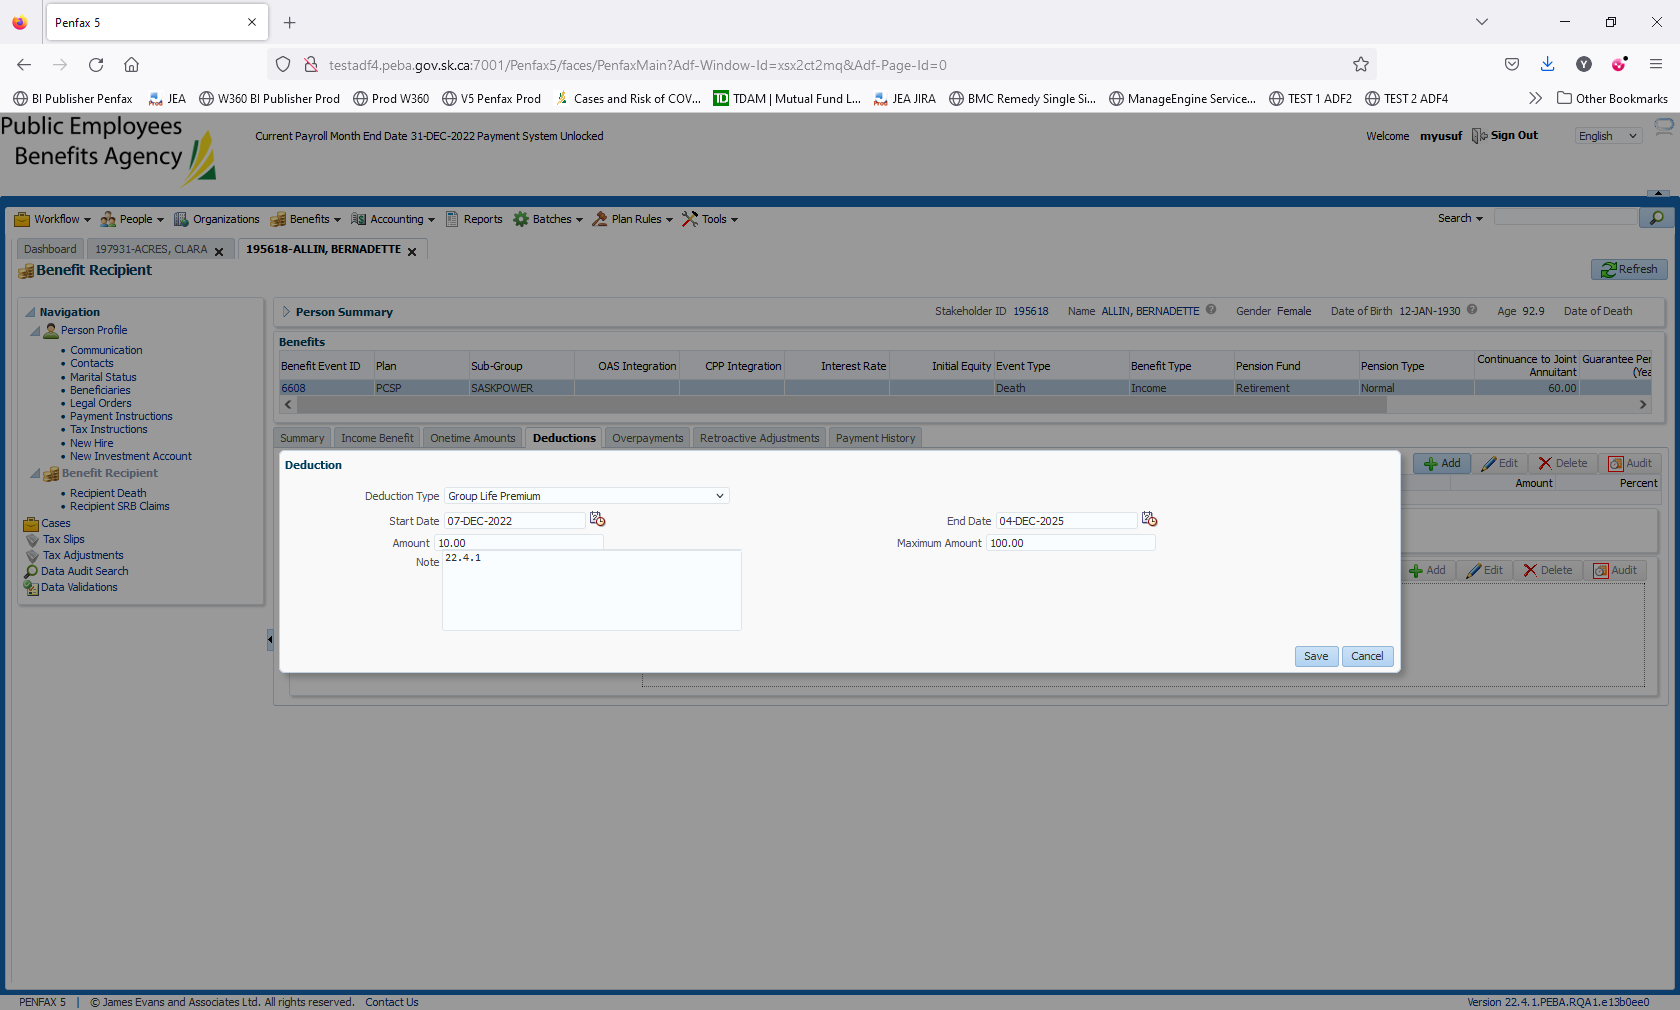 Penfax 5
testadf4.peba.gov.sk.ca:7001/Penfax5/faces/PenfaxMain?Adf-Window-Id=xsx2ct2mq&Adf-Page-Id=0
BI Publisher Penfax JEA W360 BI Publisher Prod Prod W360 V5 Penfax Prod Cases and Risk of COV... TDAM | Mutual Fund L... JEA JIRA BMC Remedy Single Si... ManageEngine Service... TEST 1 ADF2 TEST 2 ADF4 Other Bookmarks
Public Employees
Benefits Agency
Current Payroll Month End Date 31-DEC-2022 Payment System Unlocked
Welcome myusuf Sign Out English
Workflow People Organizations Benefits Accounting Reports Batches Plan Rules Tools Search
Dashboard 197931-ACRES, CLARA 195618-ALLIN, BERNADETTE
Benefit Recipient
Refresh
Navigation
Person Profile
Communication
Contacts
Marital Status
Beneficiaries
Legal Orders
Payment Instructions
Tax Instructions
New Hire
New Investment Account
Benefit Recipient
Recipient Death
Recipient SRB Claims
Cases
Tax Slips
Tax Adjustments
Data Audit Search
Data Validations
Person Summary Stakeholder ID 195618 Name ALLIN, BERNADETTE Gender Female Date of Birth 12-JAN-1930 Age 92.9 Date of Death
Benefits
Benefit Event ID Plan Sub-Group OAS Integration CPP Integration Interest Rate Initial Equity Event Type Benefit Type Pension Fund Pension Type Continuance to Joint Annuitant Guarantee Per (Yea
6608 PCSP SASKPOWER Death Income Retirement Normal 60.00
Summary Income Benefit Onetime Amounts Deductions Overpayments Retroactive Adjustments Payment History
Add Edit Delete Audit
Amount Percent
Deduction
Deduction Type Group Life Premium
Start Date 07-DEC-2022 End Date 04-DEC-2025
Amount 10.00 Maximum Amount 100.00
Note 22.4.1
Add Edit Delete Audit
Save Cancel
PENFAX 5 | © James Evans and Associates Ltd. All rights reserved. Contact Us
Version 22.4.1.PEBA.RQA1.e13b0ee0